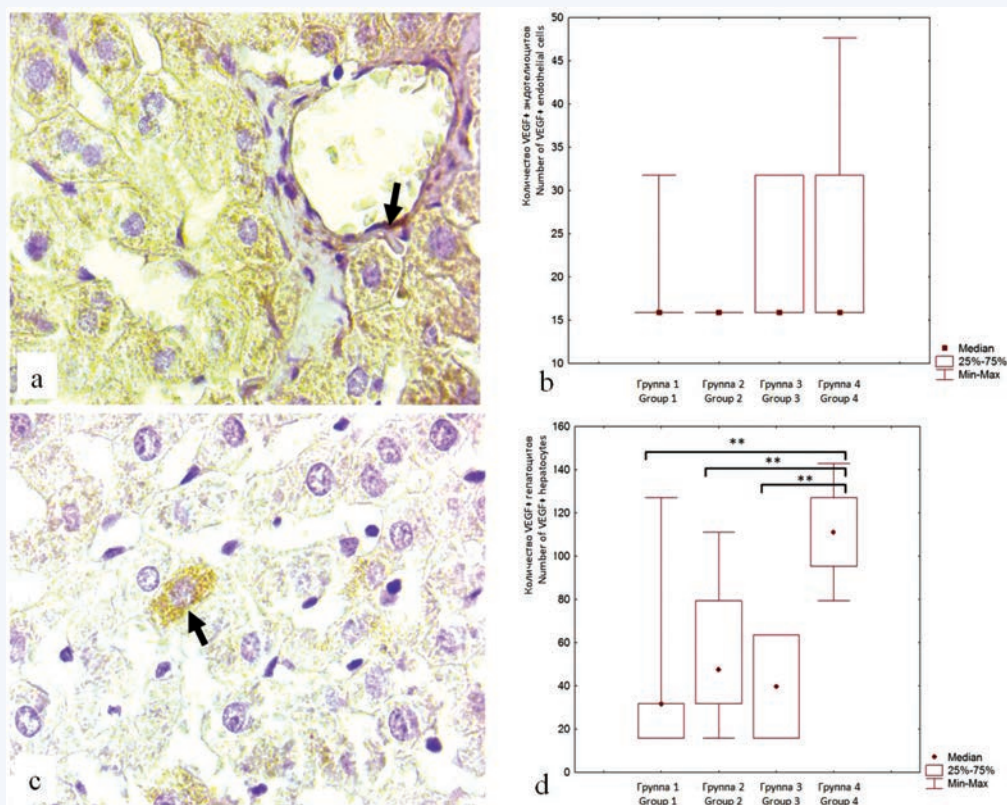 a
Количество VEGF+ эндотелиоцитов
Number of VEGF+ endothelial cells
50
45
40
35
30
25
20
15
10
Группа 1
Group 1
Группа 2
Group 2
Группа 3
Group 3
Группа 4
Group 4
Median
25%-75%
Min-Max
b
c
Количество VEGF+ гепатоцитов
Number of VEGF+ hepatocytes
160
140
120
100
80
60
40
20
0
**
**
**
Группа 1
Group 1
Группа 2
Group 2
Группа 3
Group 3
Группа 4
Group 4
Median
25%-75%
Min-Max
d